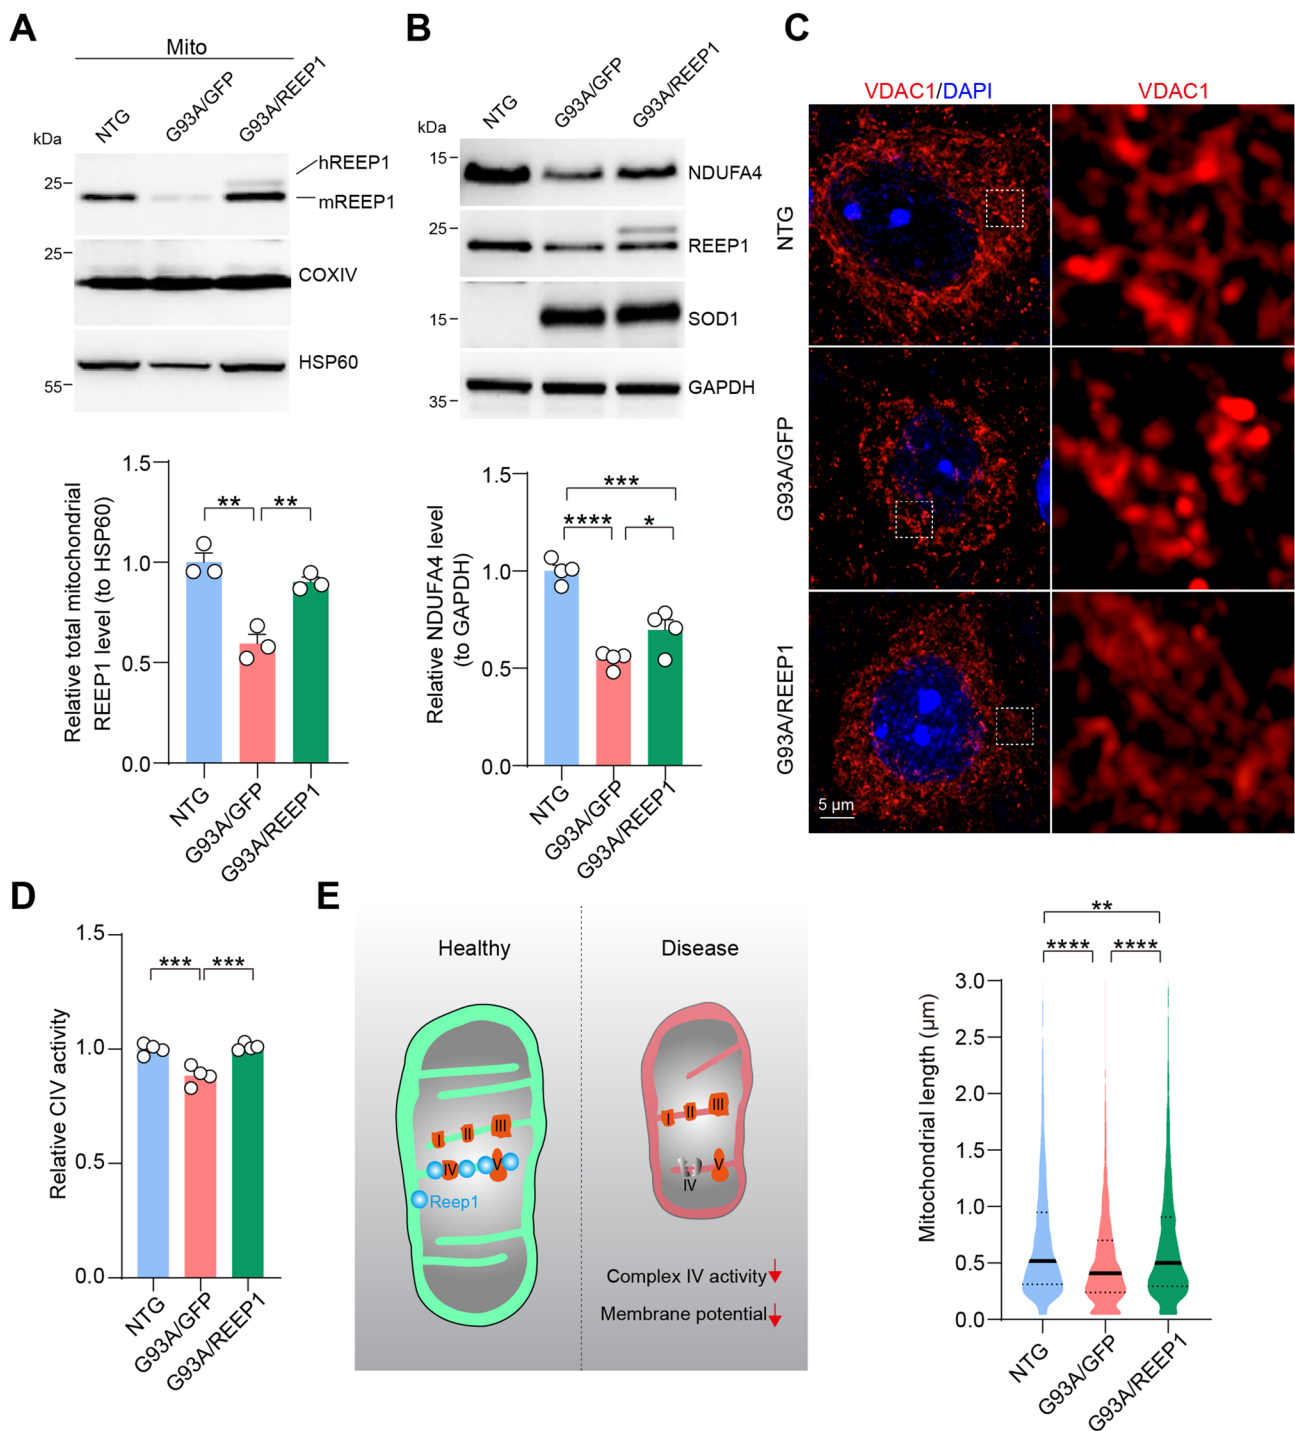 A
Mito
NTG
G93A/GFP
G93A/REEP1
kDa
25
hREEP1
mREEP1
25
COXIV
HSP60
55
Relative total mitochondrial
REEP1 level (to HSP60)
1.5
1.0
0.5
0.0
**
**
NTG
G93A/GFP
G93A/REEP1
B
NTG
G93A/GFP
G93A/REEP1
kDa
15
NDUFA4
25
REEP1
15
SOD1
35
GAPDH
Relative NDUFA4 level
(to GAPDH)
1.5
1.0
0.5
0.0
***
****
*
NTG
G93A/GFP
G93A/REEP1
C
VDAC1/DAPI
VDAC1
NTG
G93A/GFP
G93A/REEP1
5 μm
**
****
****
Mitochondrial length (μm)
3.0
2.5
2.0
1.5
1.0
0.5
0.0
NTG
G93A/GFP
G93A/REEP1
D
Relative CIV activity
1.5
1.0
0.5
0.0
***
***
NTG
G93A/GFP
G93A/REEP1
E
Healthy
Disease
I
II
III
IV
V
Reep1
I
II
III
IV
V
Complex IV activity
Membrane potential